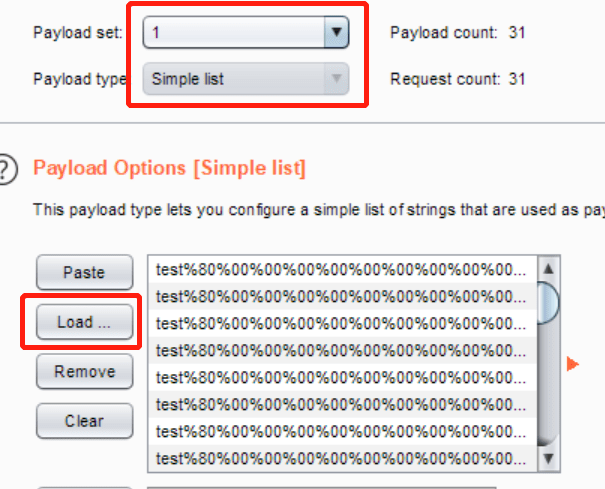 Payload set: 1 Payload count: 31
Payload type Simple list Request count: 31
? Payload Options [Simple list]
This payload type lets you configure a simple list of strings that are used as pay
Paste
Load ...
Remove
Clear
test%80%00%00%00%00%00%00%00%00%00...
test%80%00%00%00%00%00%00%00%00%00...
test%80%00%00%00%00%00%00%00%00%00...
test%80%00%00%00%00%00%00%00%00%00...
test%80%00%00%00%00%00%00%00%00%00...
test%80%00%00%00%00%00%00%00%00%00...
test%80%00%00%00%00%00%00%00%00%00...
test%80%00%00%00%00%00%00%00%00%00...